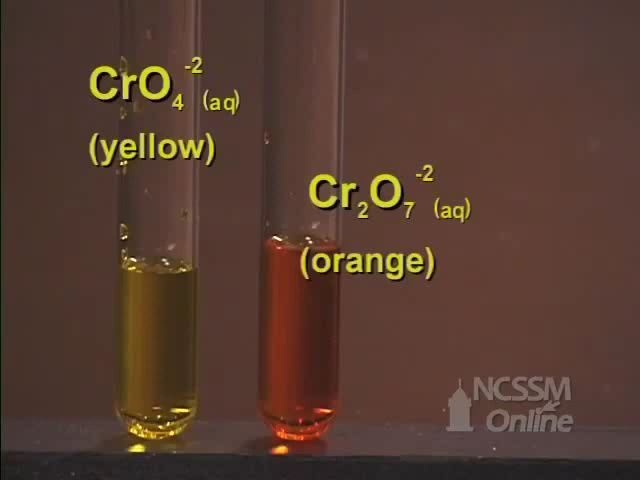 CrO4-2 (aq)
(yellow)
Cr2O7-2 (aq)
(orange)
NCSSM
Online